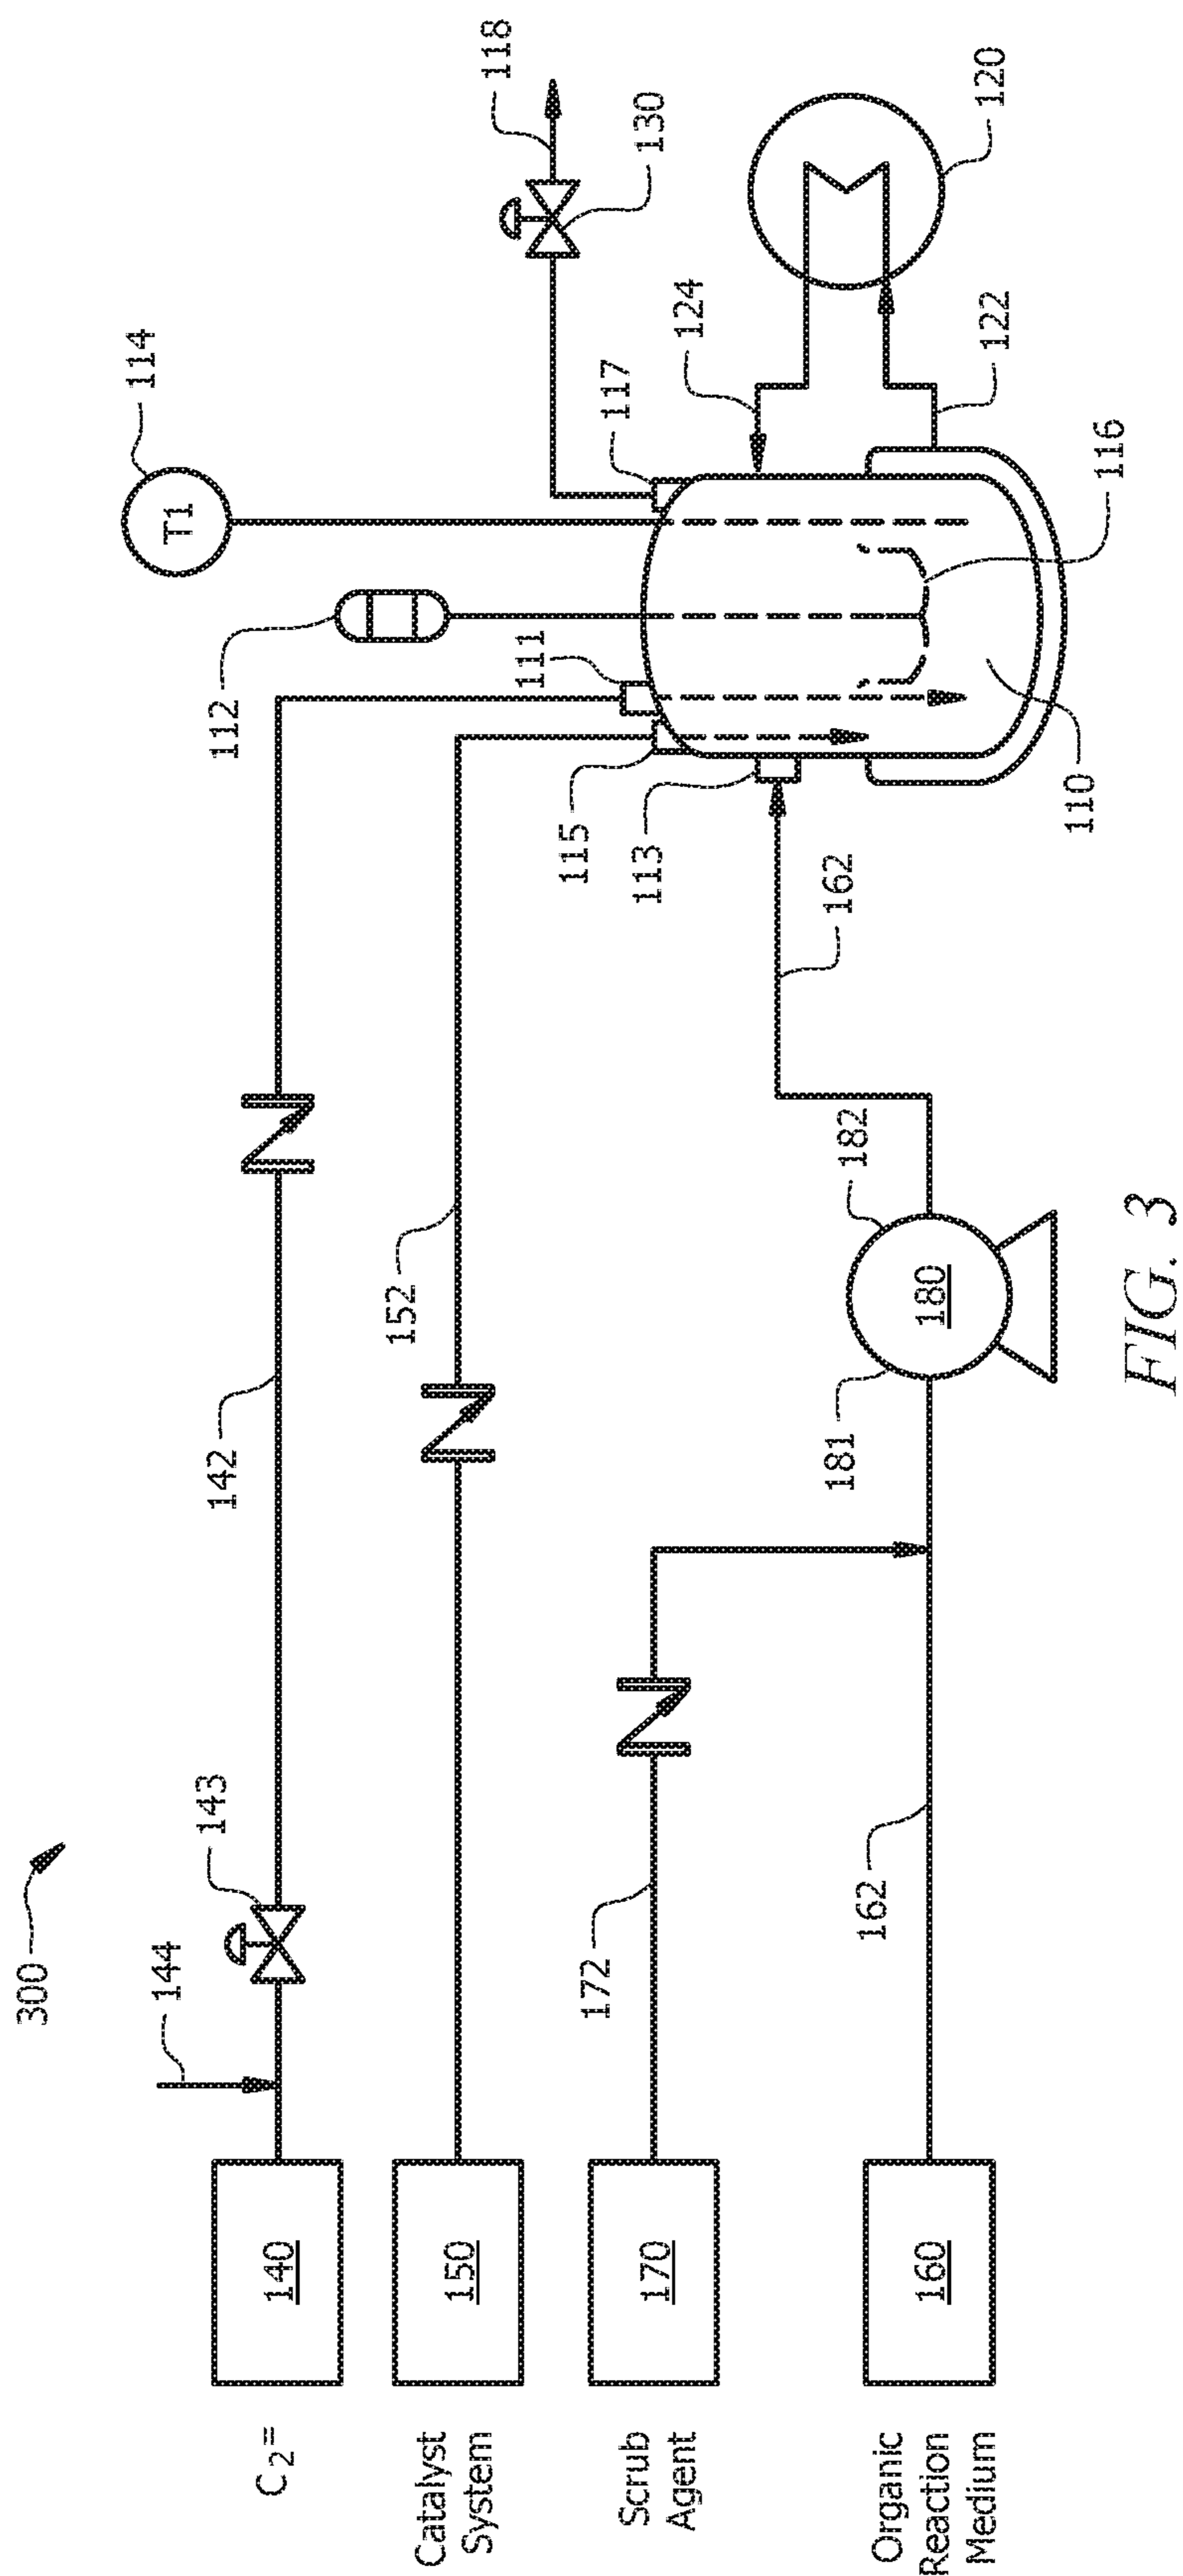 300
C2=
140
144
143
142
Catalyst
System
150
152
Scrub
Agent
170
172
Organic
Reaction
Medium
160
162
181
180
182
162
T1
114
112
111
115
113
117
118
130
124
120
122
116
110
FIG. 3